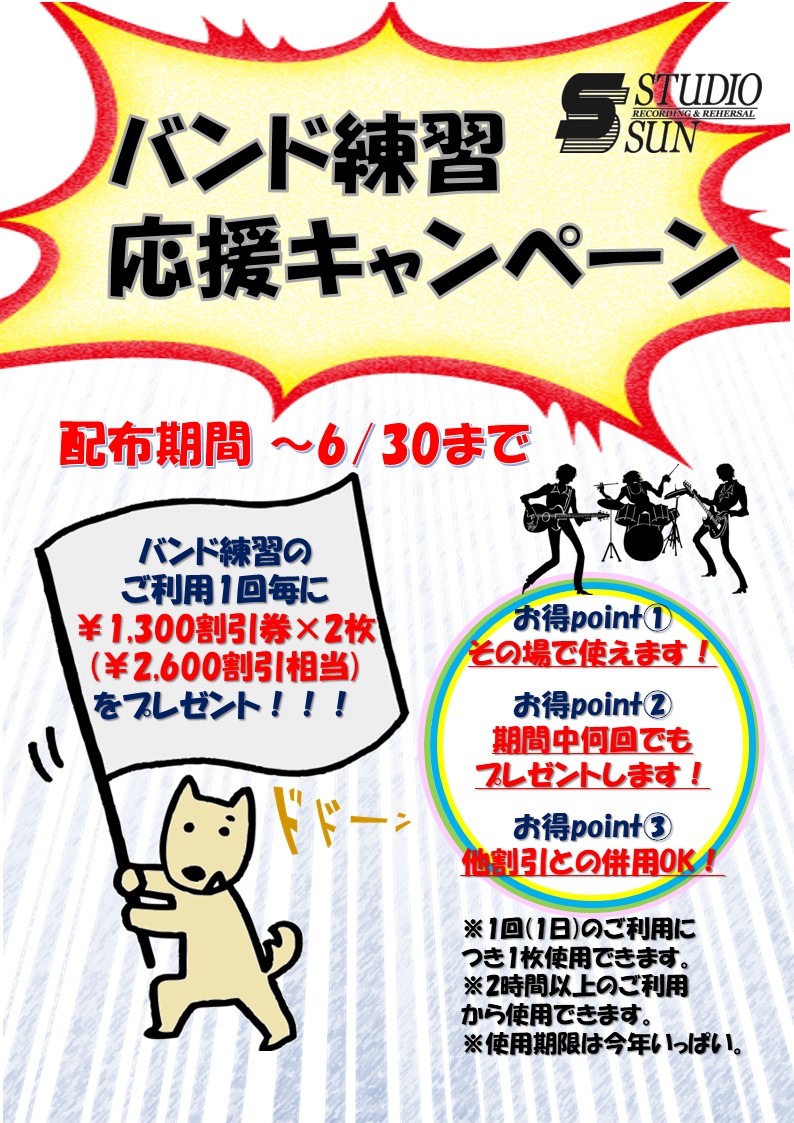 バンド練習
応援キャンペーン
STUDIO
RECORDING & REHERSAL
SUN
配布期間 ～6/30まで
バンド練習の
ご利用1回毎に
￥1,300割引券×2枚
(￥2,600割引相当)
をプレゼント！！！
ドドーン
お得point①
その場で使えます！
お得point②
期間中何回でも
プレゼントします！
お得point③
他割引との併用OK！
※1回(1日)のご利用に
つき1枚使用できます。
※2時間以上のご利用
から使用できます。
※使用期限は今年いっぱい。